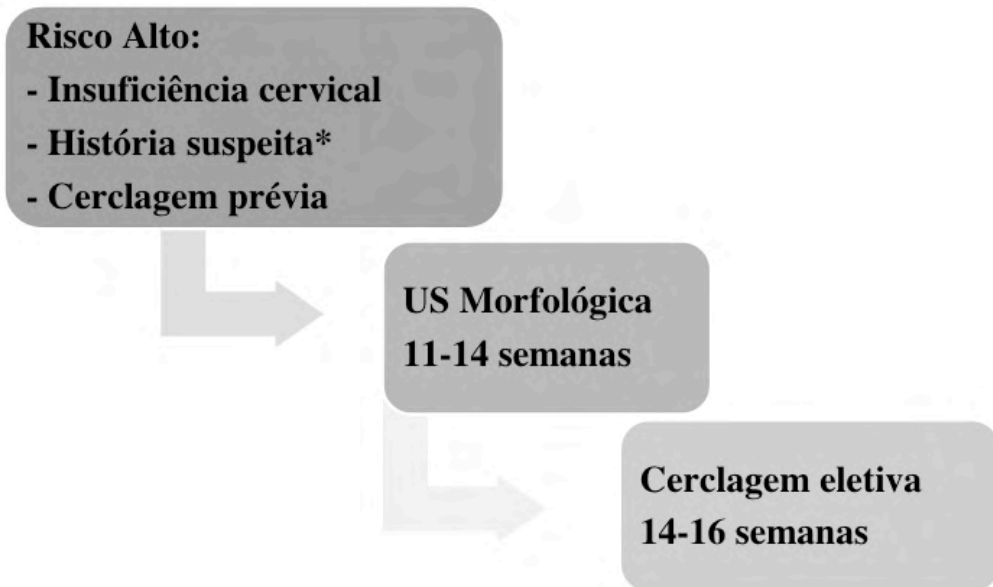 Risco Alto:
- Insuficiência cervical
- História suspeita*
- Cerclagem prévia
US Morfológica
11-14 semanas
Cerclagem eletiva
14-16 semanas